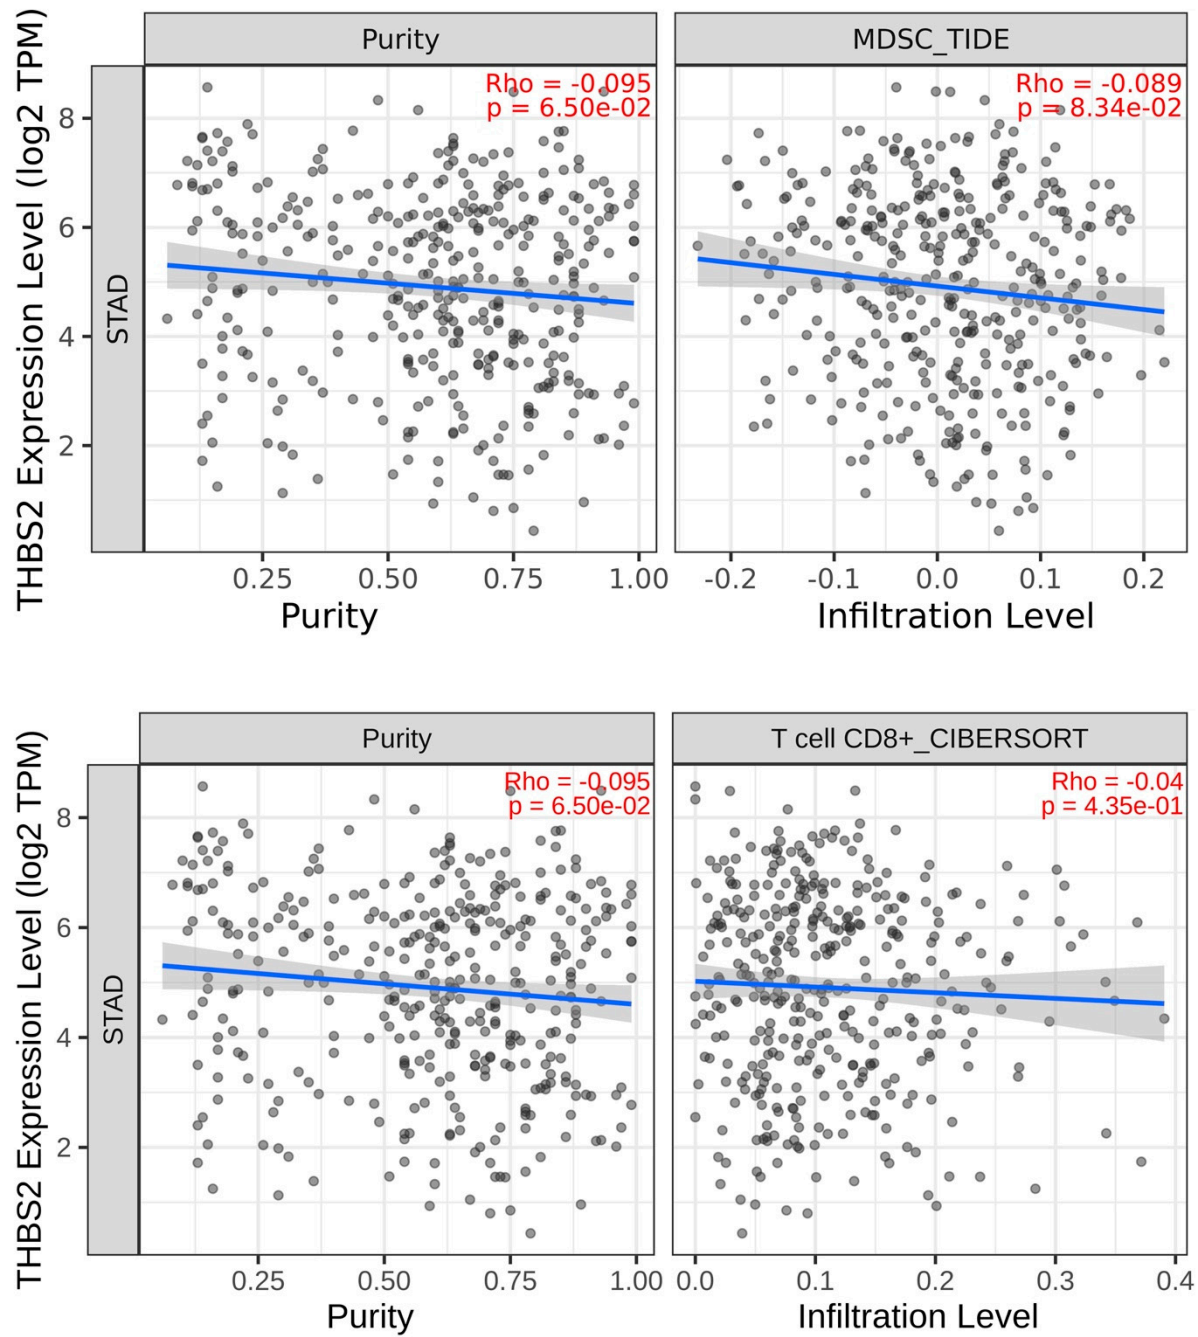 THBS2 Expression Level (log2 TPM)
STAD
Purity
Rho = -0.095
p = 6.50e-02
8
6
4
2
0.25 0.50 0.75 1.00
Purity
MDSC_TIDE
Rho = -0.089
p = 8.34e-02
-0.2 -0.1 0.0 0.1 0.2
Infiltration Level
THBS2 Expression Level (log2 TPM)
STAD
Purity
Rho = -0.095
p = 6.50e-02
8
6
4
2
0.25 0.50 0.75 1.00
Purity
T cell CD8+_CIBERSORT
Rho = -0.04
p = 4.35e-01
0.0 0.1 0.2 0.3 0.4
Infiltration Level